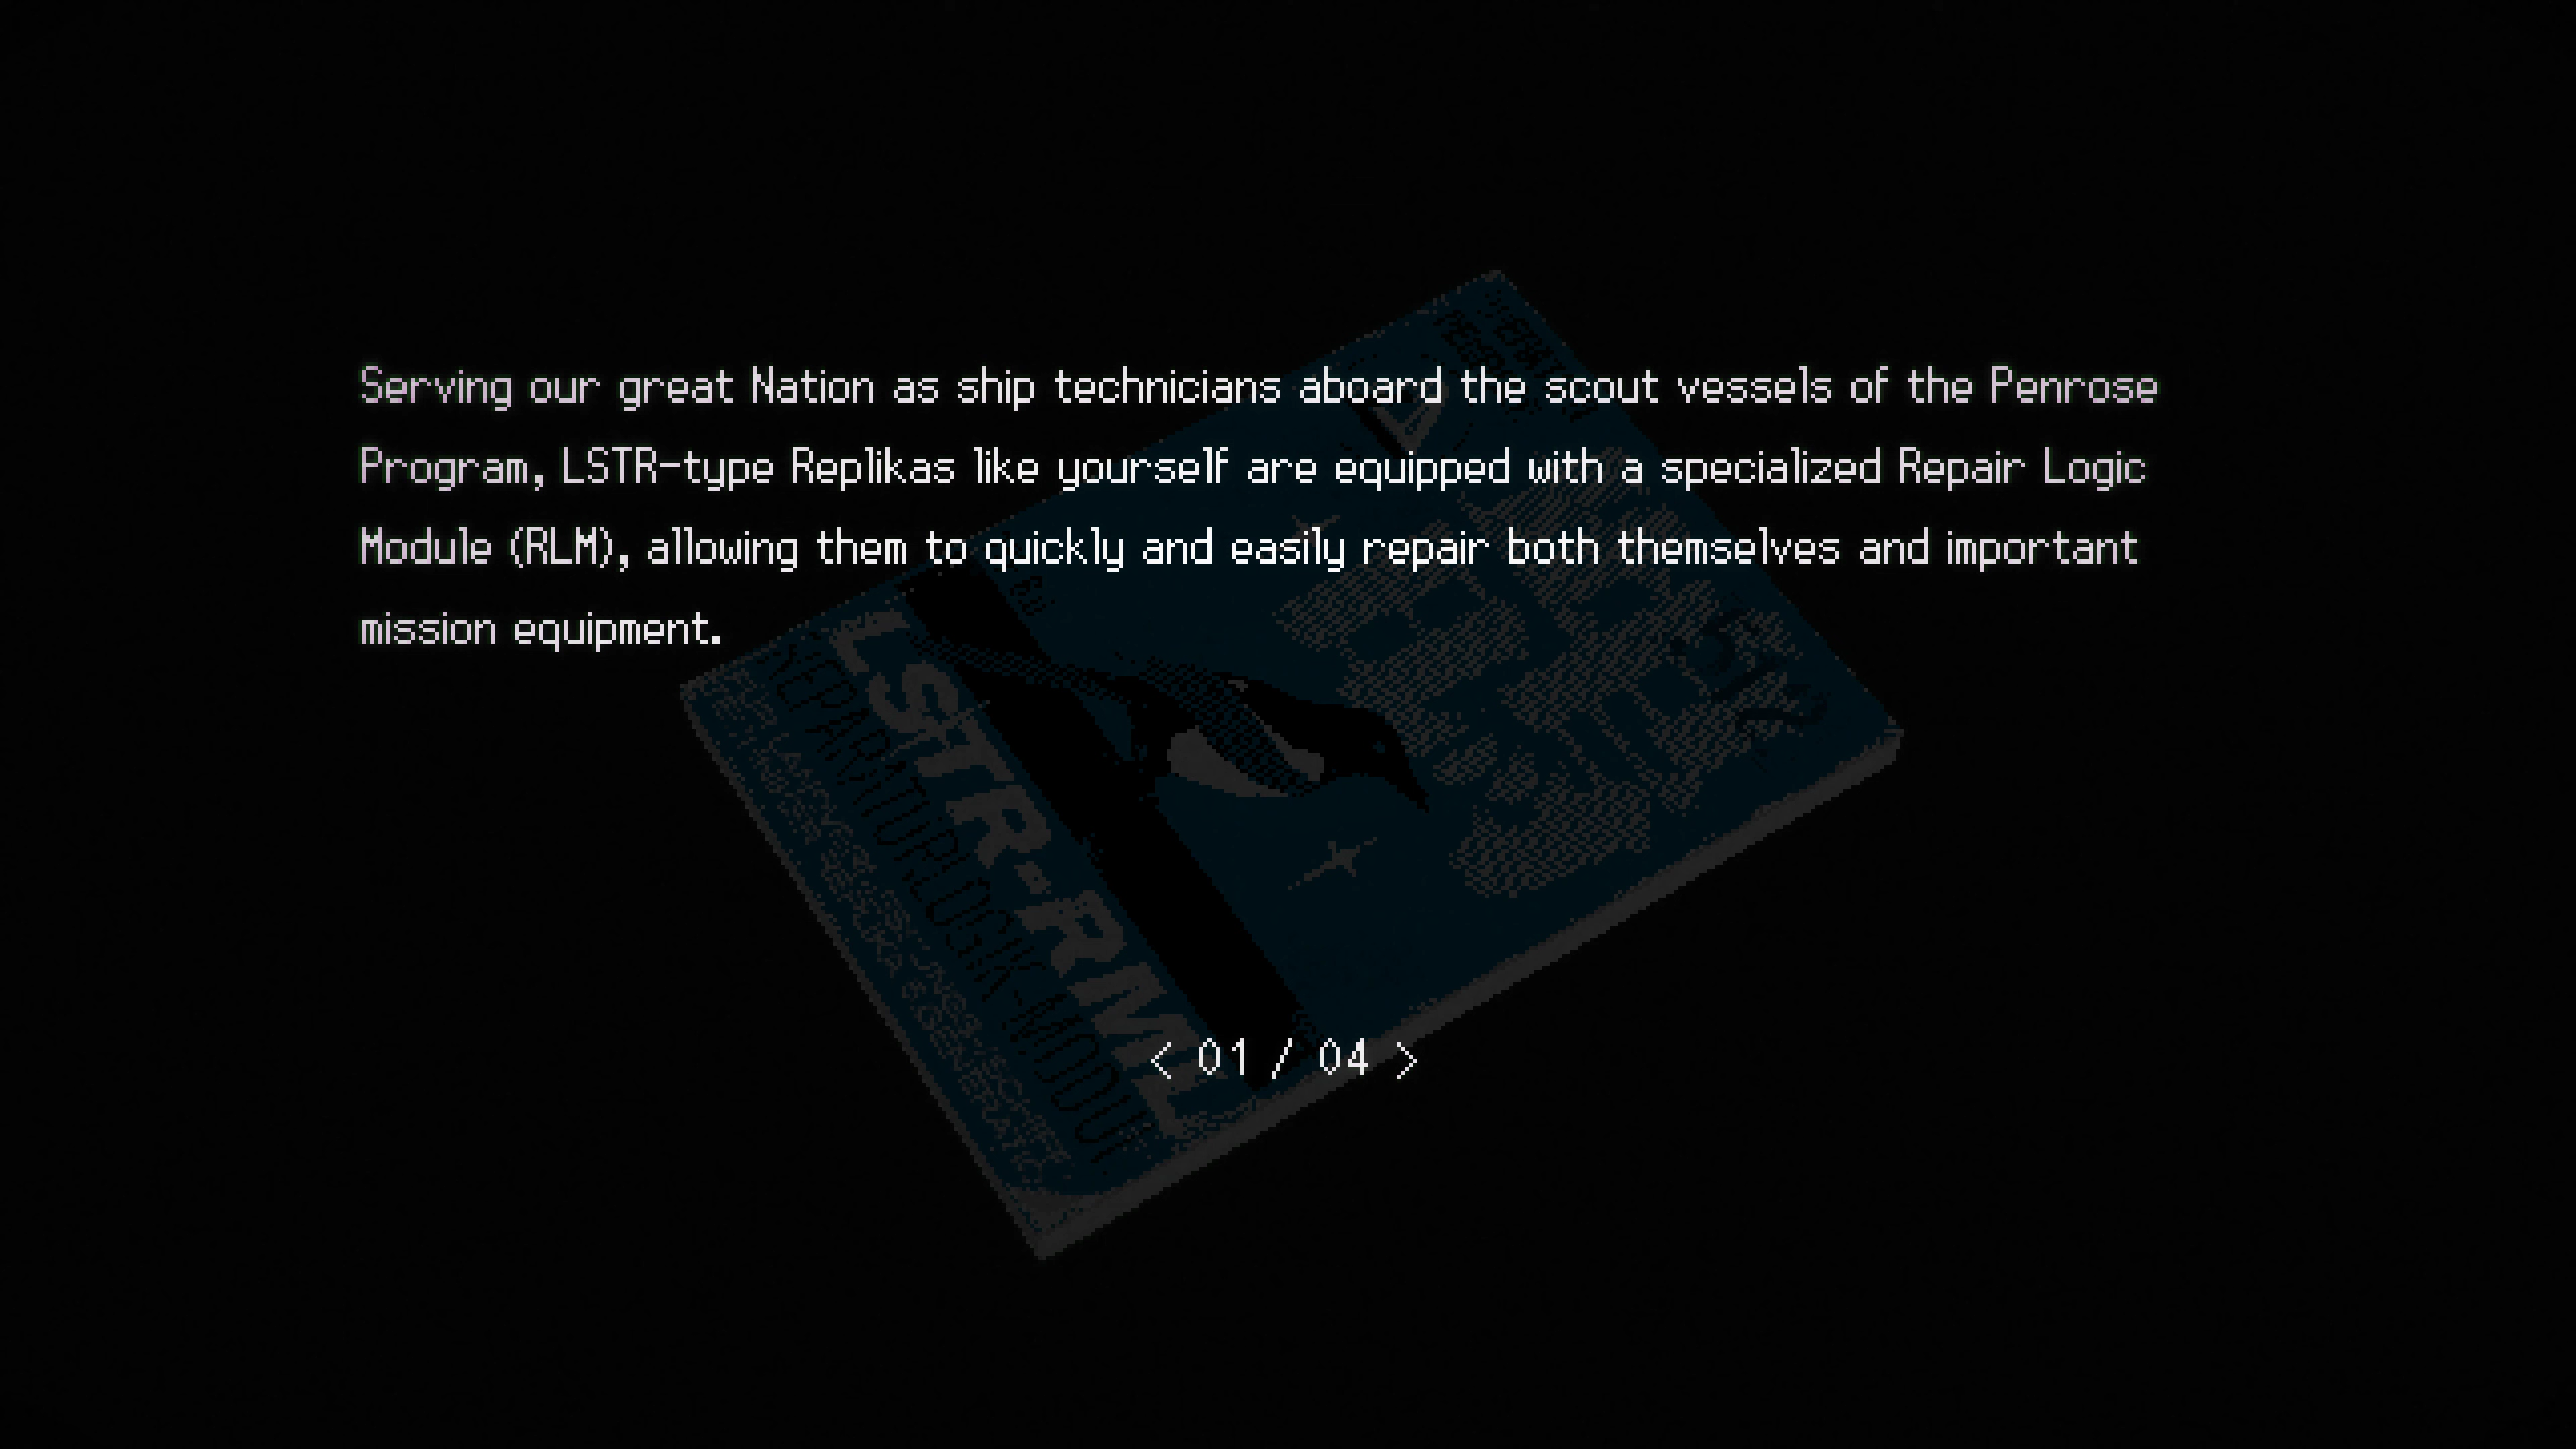 Serving our great Nation as ship technicians aboard the scout vessels of the Penrose
Program, LSTR-type Replikas like yourself are equipped with a specialized Repair Logic
Module (RLM), allowing them to quickly and easily repair both themselves and important
mission equipment.
LSTR-RML
512
< 01 / 04 >